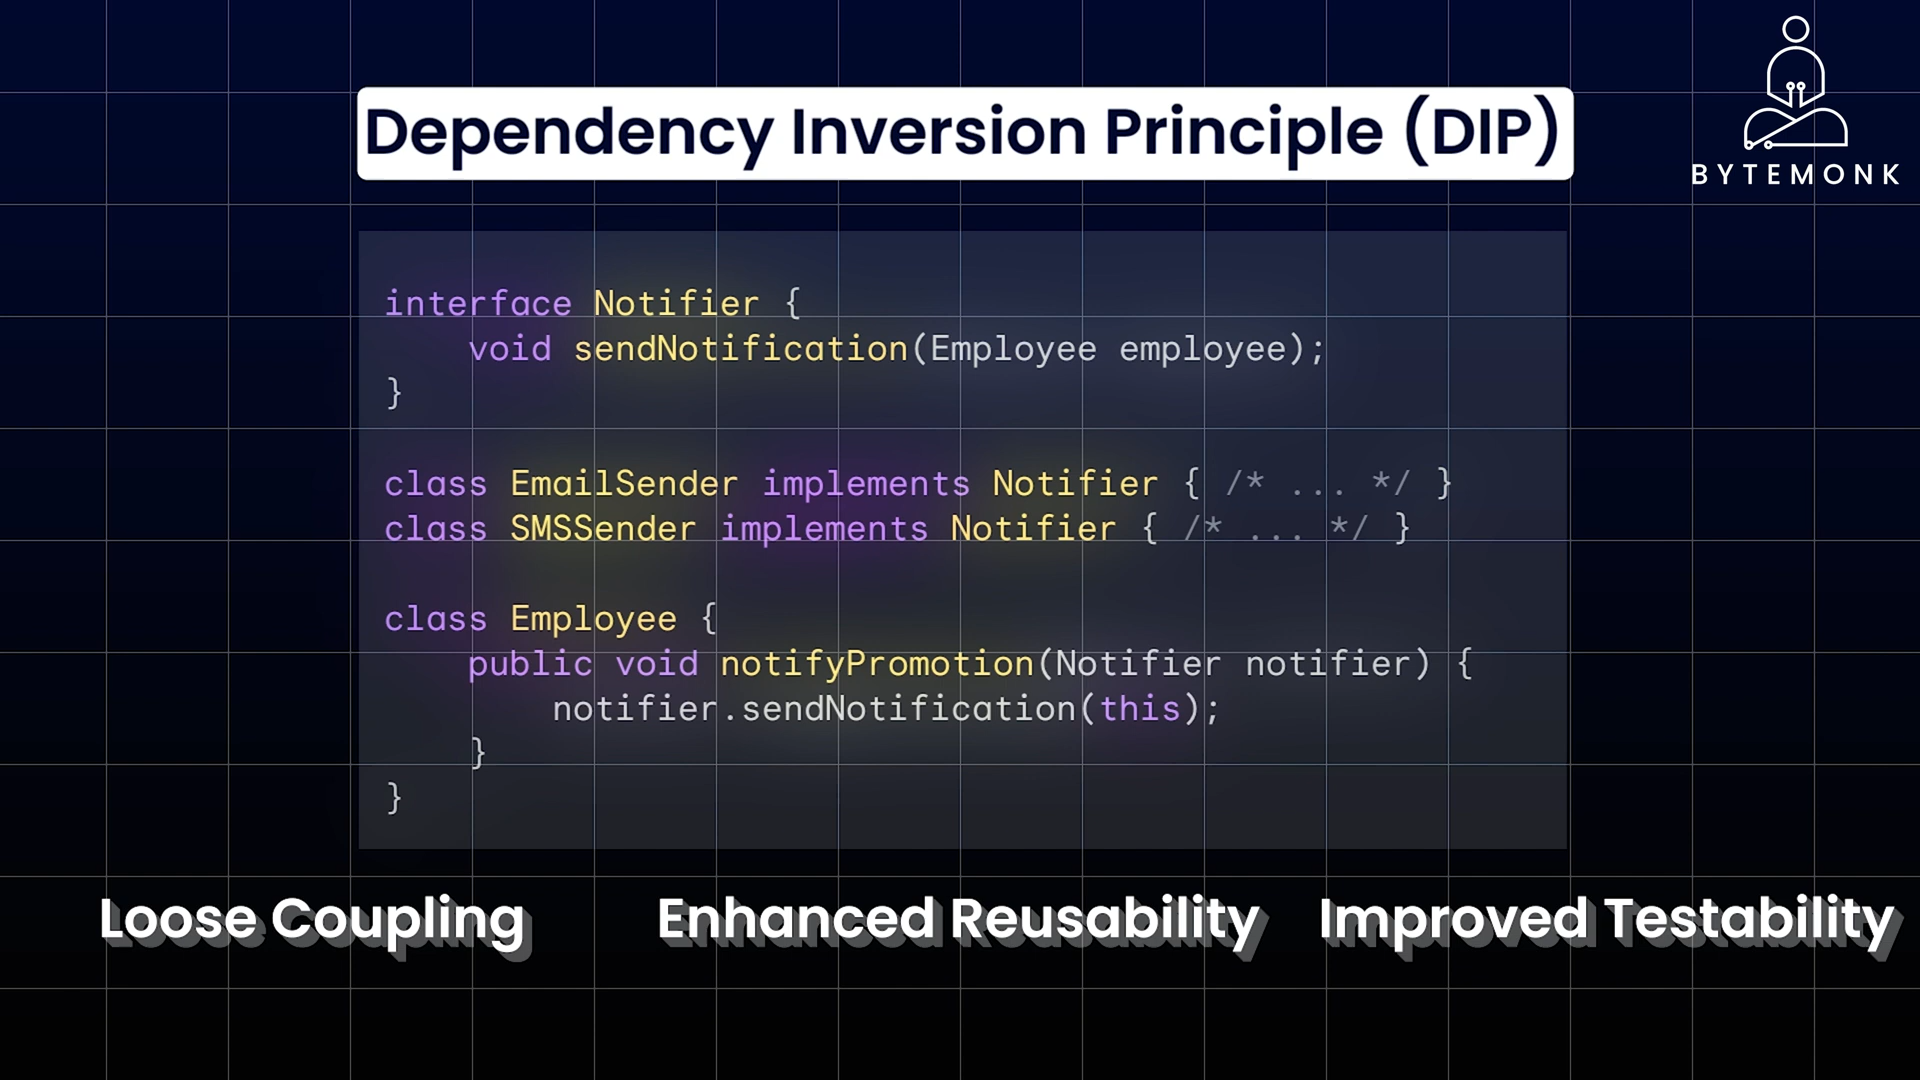 Dependency Inversion Principle (DIP)
BYTEMONK
interface Notifier {
    void sendNotification(Employee employee);
}
class EmailSender implements Notifier { /* ... */ }
class SMSSender implements Notifier { /* ... */ }
class Employee {
    public void notifyPromotion(Notifier notifier) {
        notifier.sendNotification(this);
    }
}
Loose Coupling
Enhanced Reusability
Improved Testability